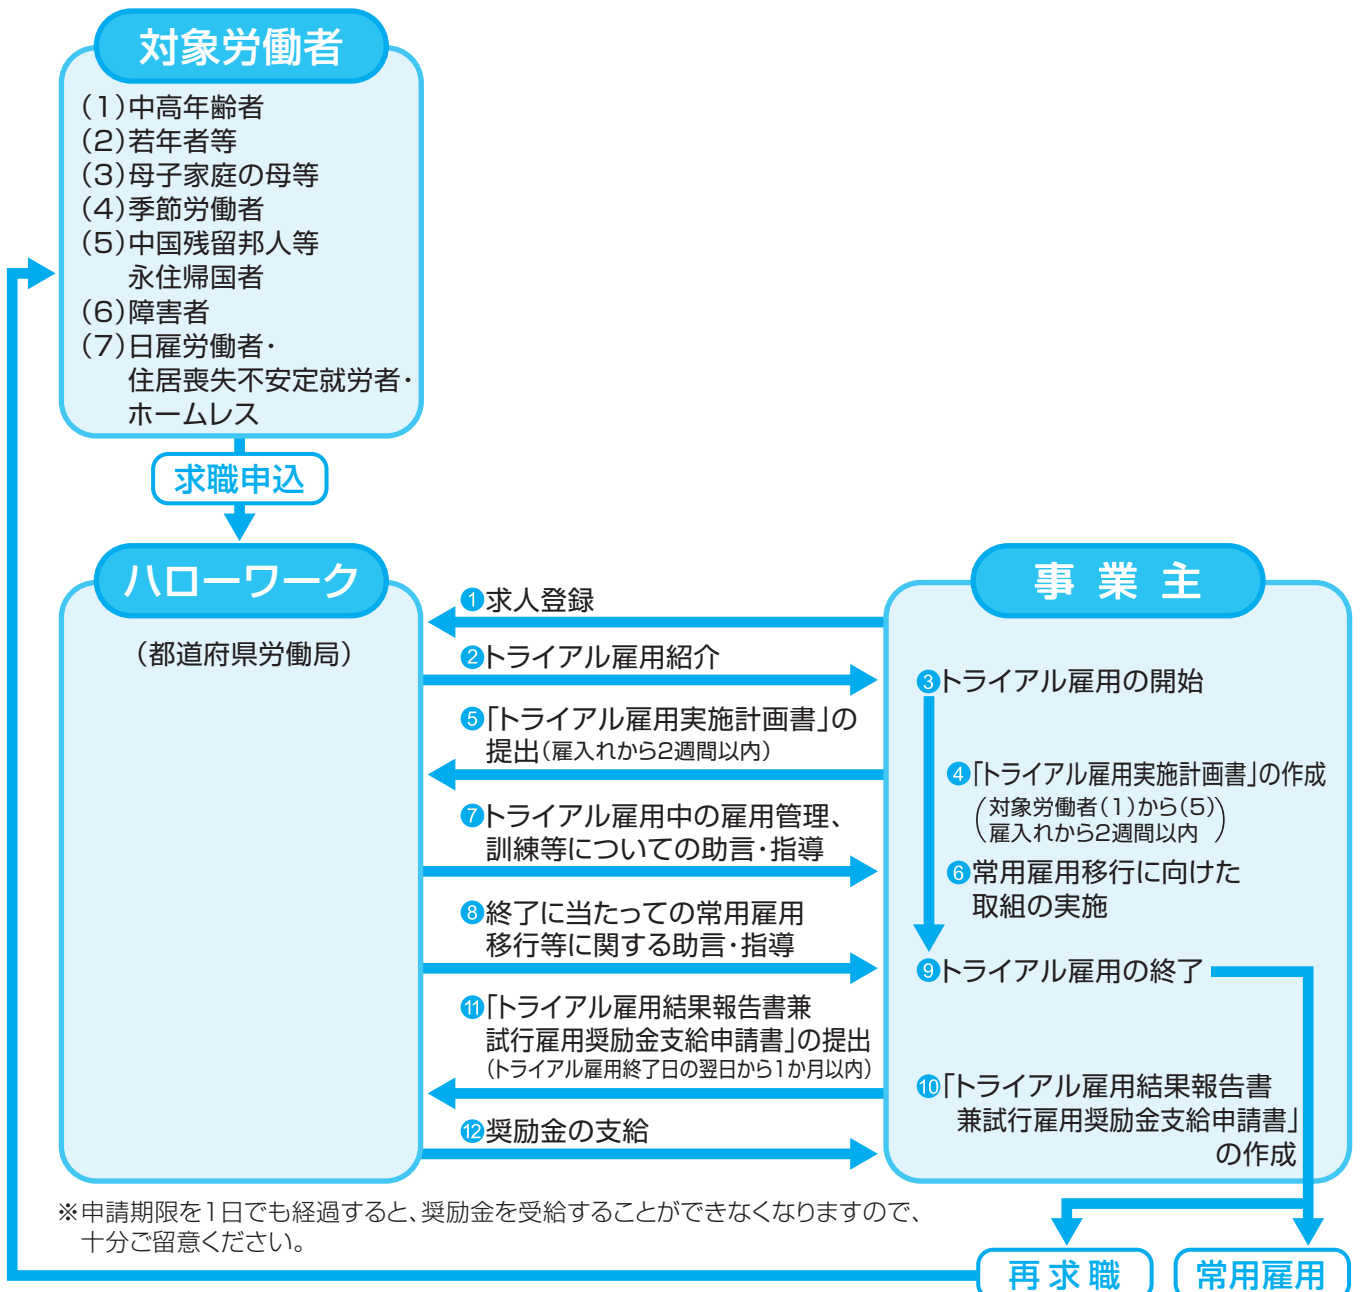 対象労働者
(1)中高年齢者
(2)若年者等
(3)母子家庭の母等
(4)季節労働者
(5)中国残留邦人等
永住帰国者
(6)障害者
(7)日雇労働者・
住居喪失不安定就労者・
ホームレス
求職申込
ハローワーク
(都道府県労働局)
❶求人登録
❷トライアル雇用紹介
❺「トライアル雇用実施計画書」の
提出(雇入れから2週間以内)
❼トライアル雇用中の雇用管理、
訓練等についての助言・指導
❽終了に当たっての常用雇用
移行等に関する助言・指導
⓫「トライアル雇用結果報告書兼
試行雇用奨励金支給申請書」の提出
(トライアル雇用終了日の翌日から1か月以内)
⓬奨励金の支給
事業主
❸トライアル雇用の開始
❹「トライアル雇用実施計画書」の作成
(対象労働者(1)から(5)
雇入れから2週間以内)
❻常用雇用移行に向けた
取組の実施
❾トライアル雇用の終了
❿「トライアル雇用結果報告書
兼試行雇用奨励金支給申請書」
の作成
※申請期限を1日でも経過すると、奨励金を受給することができなくなりますので、
十分ご留意ください。
再求職
常用雇用